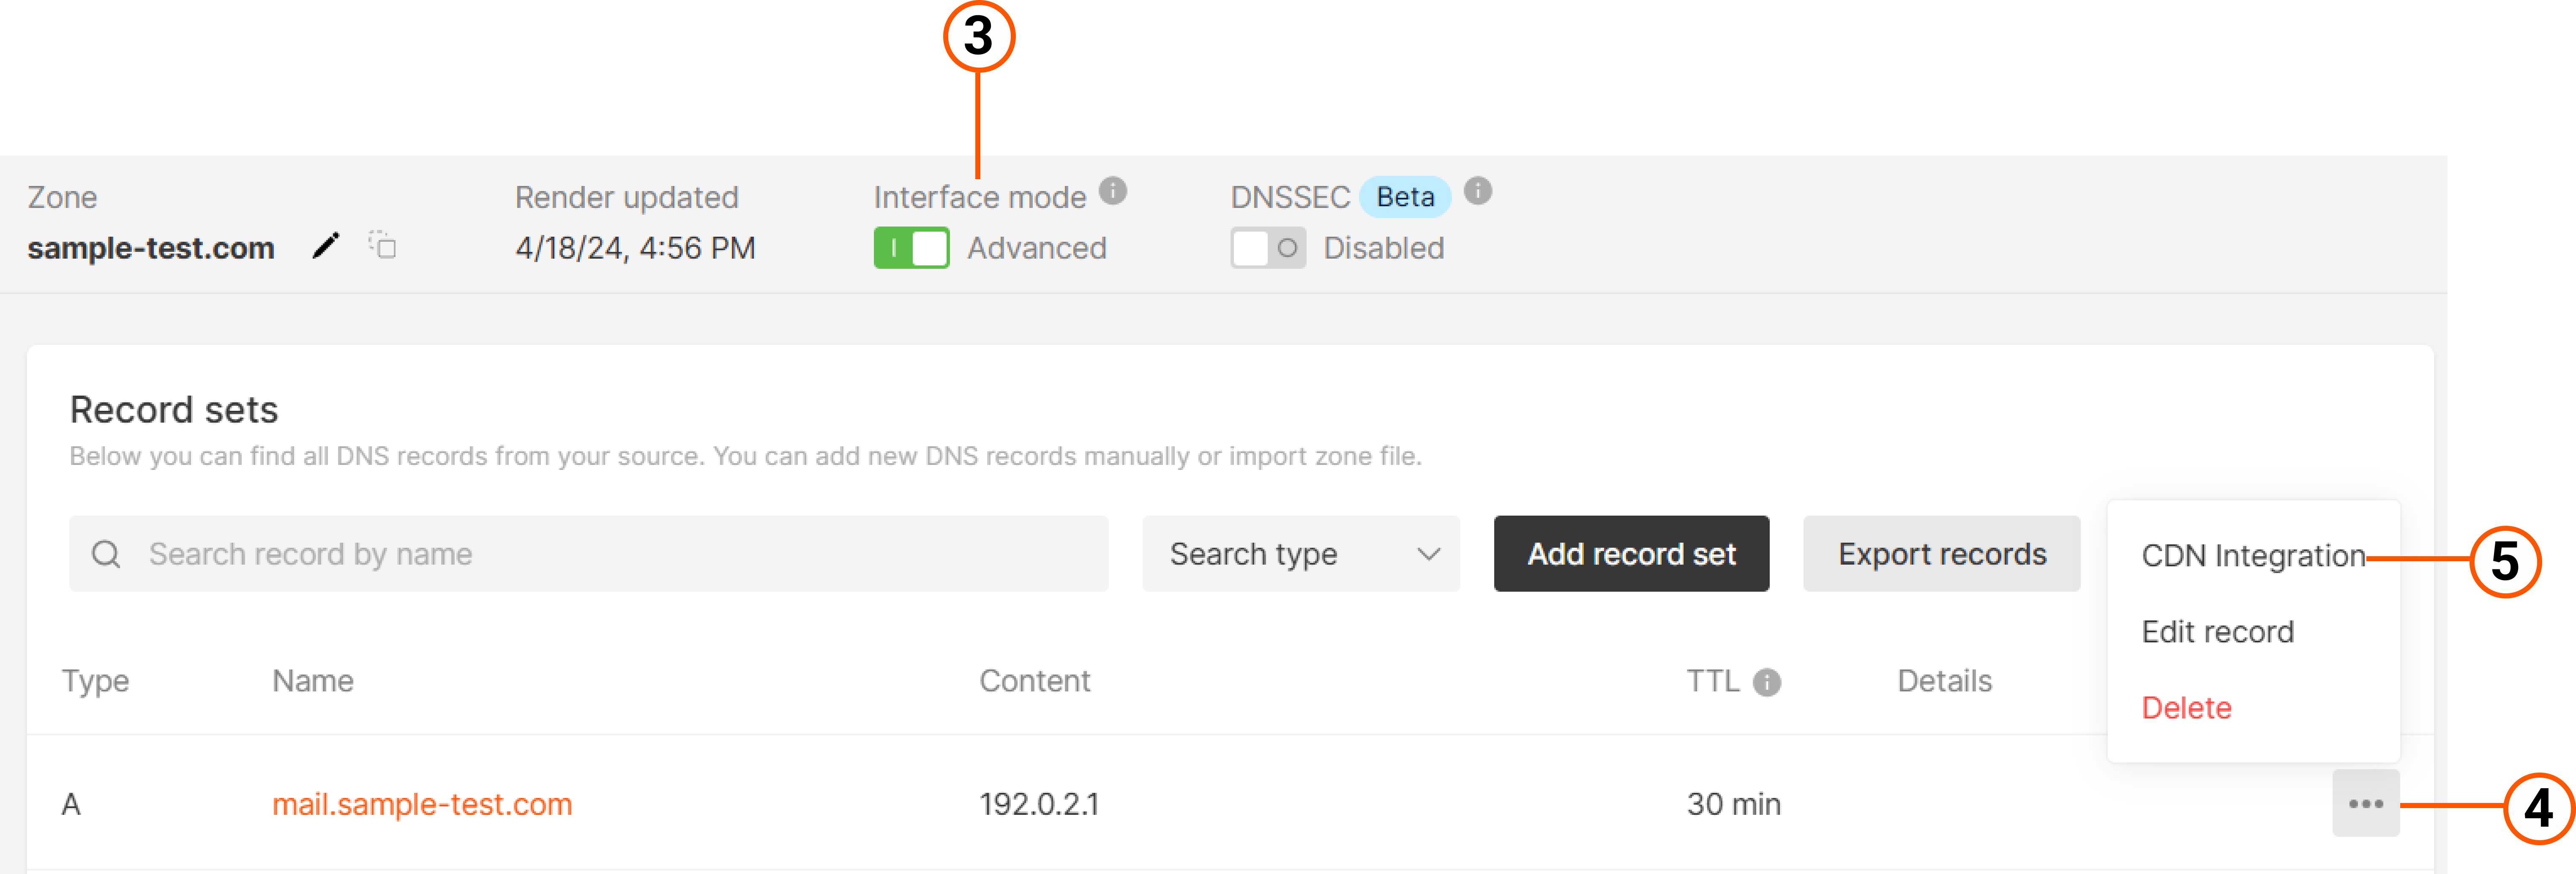 3
Zone
Render updated
Interface mode
DNSSEC Beta
sample-test.com
4/18/24, 4:56 PM
Advanced
Disabled
Record sets
Below you can find all DNS records from your source. You can add new DNS records manually or import zone file.
Search record by name
Search type
Add record set
Export records
CDN Integration
5
Edit record
Delete
Type
Name
Content
TTL
Details
A
mail.sample-test.com
192.0.2.1
30 min
4